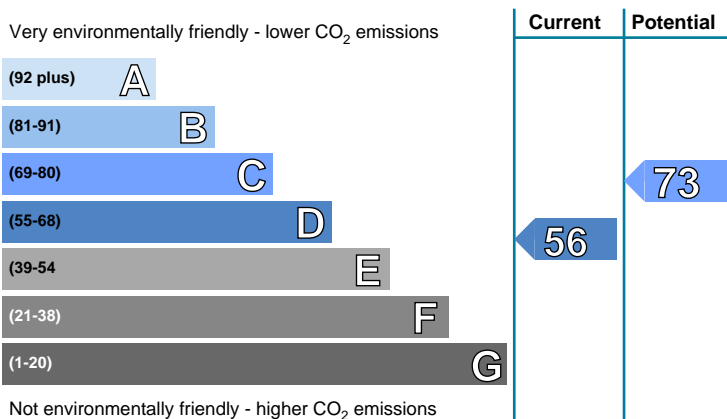 Current Potential
Very environmentally friendly - lower CO2 emissions
(92 plus) A
(81-91) B
(69-80) C
73
(55-68) D
56
(39-54 E
(21-38) F
(1-20) G
Not environmentally friendly - higher CO2 emissions